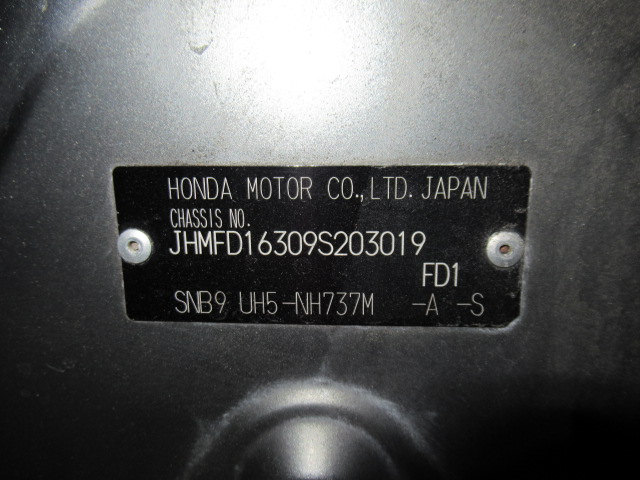 HONDA MOTOR CO.,LTD. JAPAN
CHASSIS NO.
JHMFD16309S203019
FD1
SNB9 UH5-NH737M -A -S